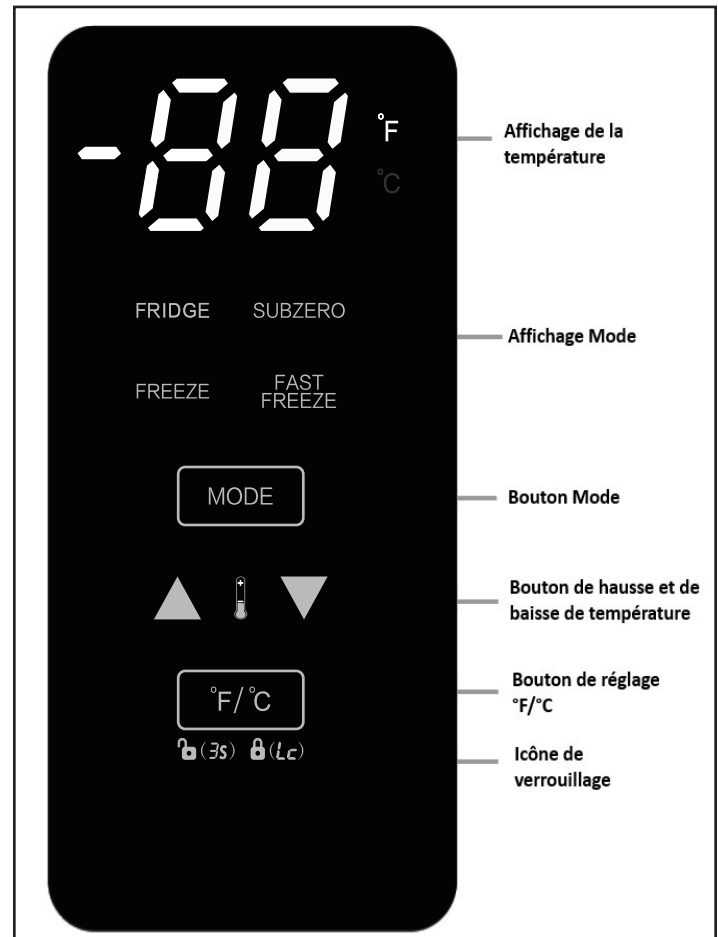 -88
°F
Affichage de la
température
°C
FRIDGE SUBZERO
Affichage Mode
FREEZE
FAST
FREEZE
MODE
Bouton Mode
Bouton de hausse et de
baisse de température
°F/°C
Bouton de réglage
°F/°C
(3s) (Lc)
Icône de
verrouillage